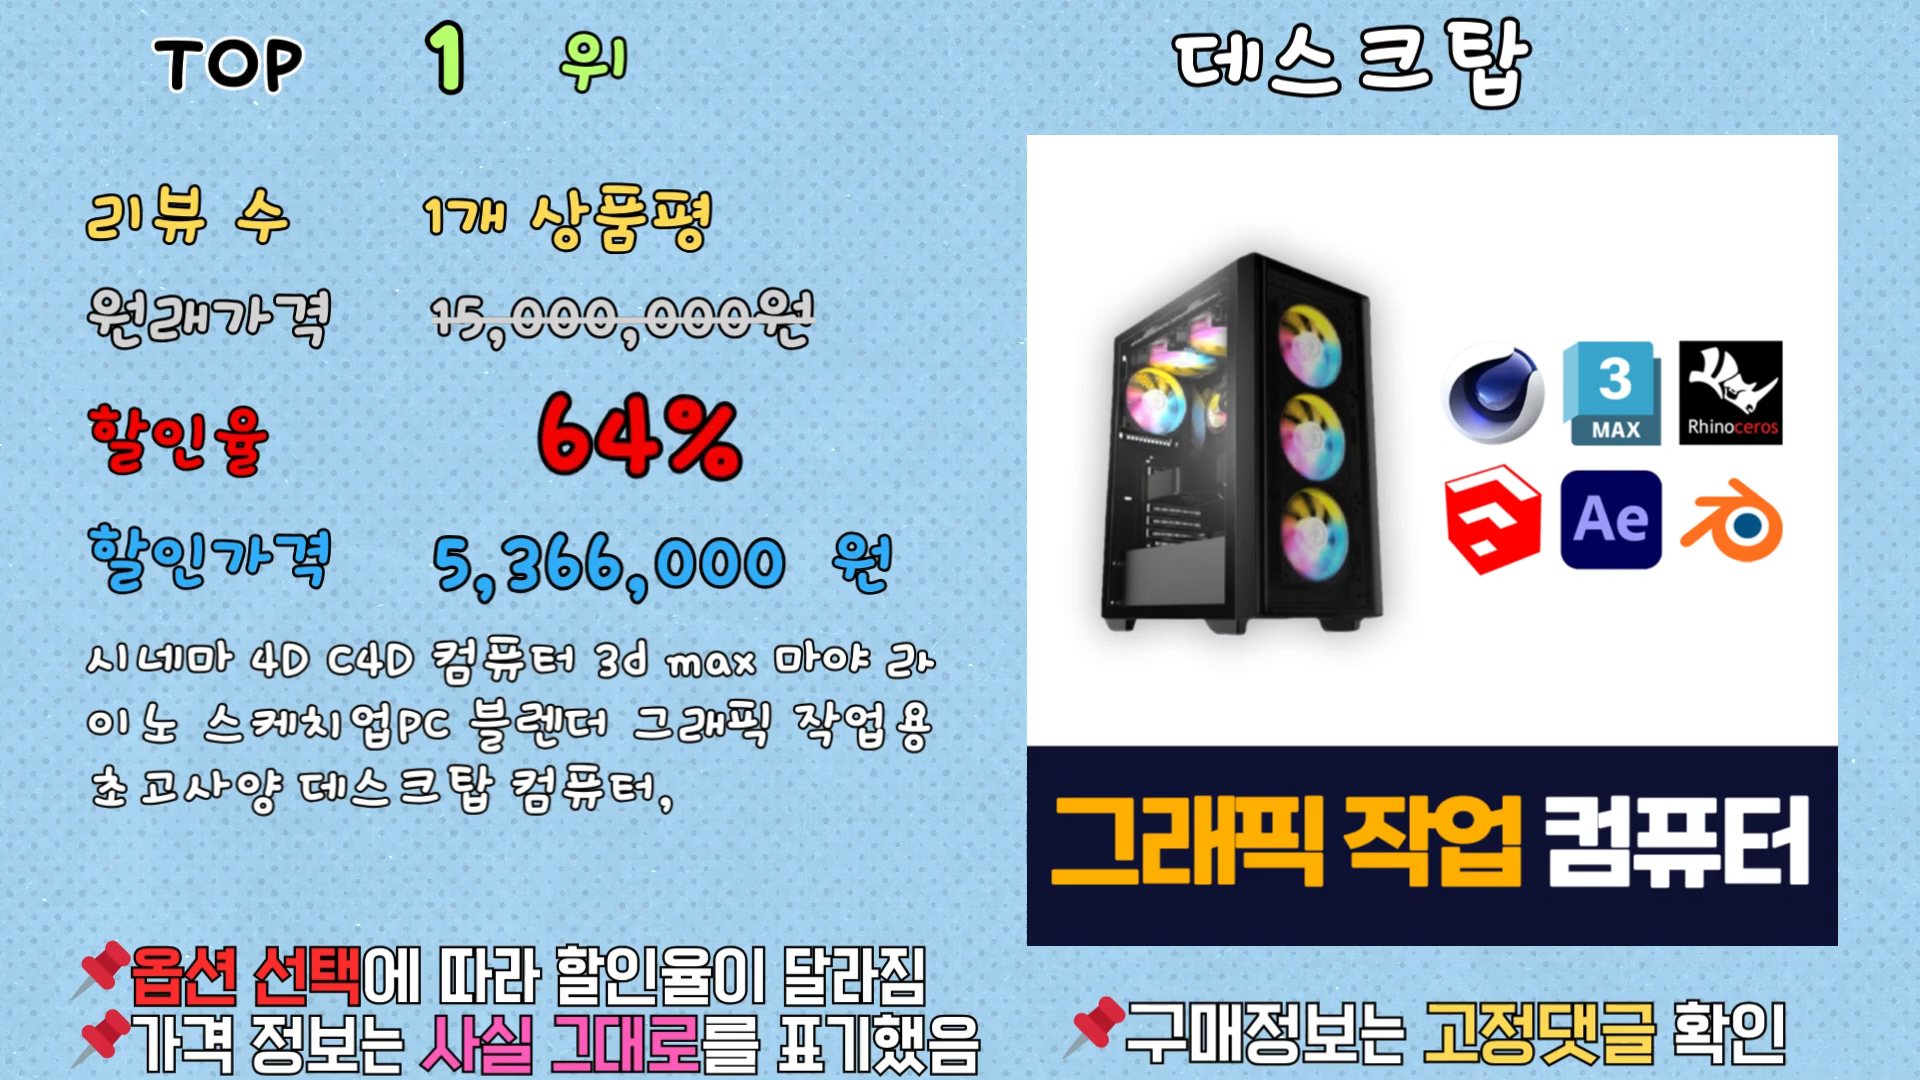 TOP 1 위
데스크탑
리뷰 수 1개 상품평
원래가격 15,000,000원
할인율 64%
할인가격 5,366,000 원
시네마 4D C4D 컴퓨터 3d max 마야 라
이노 스케치업PC 블렌더 그래픽 작업용
초고사양 데스크탑 컴퓨터,
3
MAX
Rhinoceros
Ae
그래픽 작업 컴퓨터
옵션 선택에 따라 할인율이 달라짐
가격 정보는 사실 그대로를 표기했음
구매정보는 고정댓글 확인